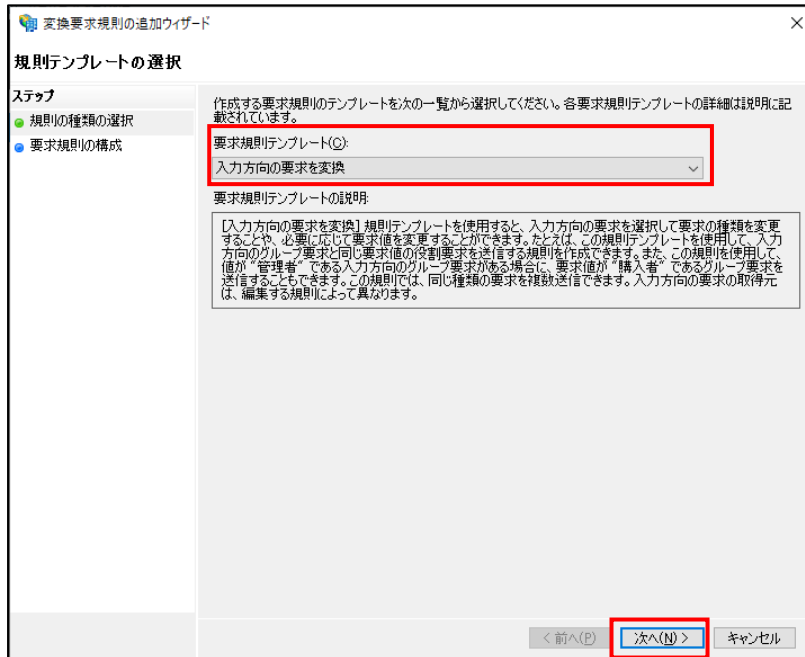 変換要求規則の追加ウィザード
規則テンプレートの選択
ステップ
規則の種類の選択
要求規則の構成
作成する要求規則のテンプレートを次の一覧から選択してください。各要求規則テンプレートの詳細は説明に記
載されています。
要求規則テンプレート(C):
入力方向の要求を変換
要求規則テンプレートの説明:
[入力方向の要求を変換] 規則テンプレートを使用すると、入力方向の要求を選択して要求の種類を変更
することや、必要に応じて要求値を変更することができます。たとえば、この規則テンプレートを使用して、入力
方向のグループ要求と同じ要求値の役割要求を送信する規則を作成できます。また、この規則を使用して、
値が "管理者" である入力方向のグループ要求がある場合に、要求値が "購入者" であるグループ要求を
送信することもできます。この規則では、同じ種類の要求を複数送信できます。入力方向の要求の取得元
は、編集する規則によって異なります。
< 前へ(P)
次へ(N) >
キャンセル